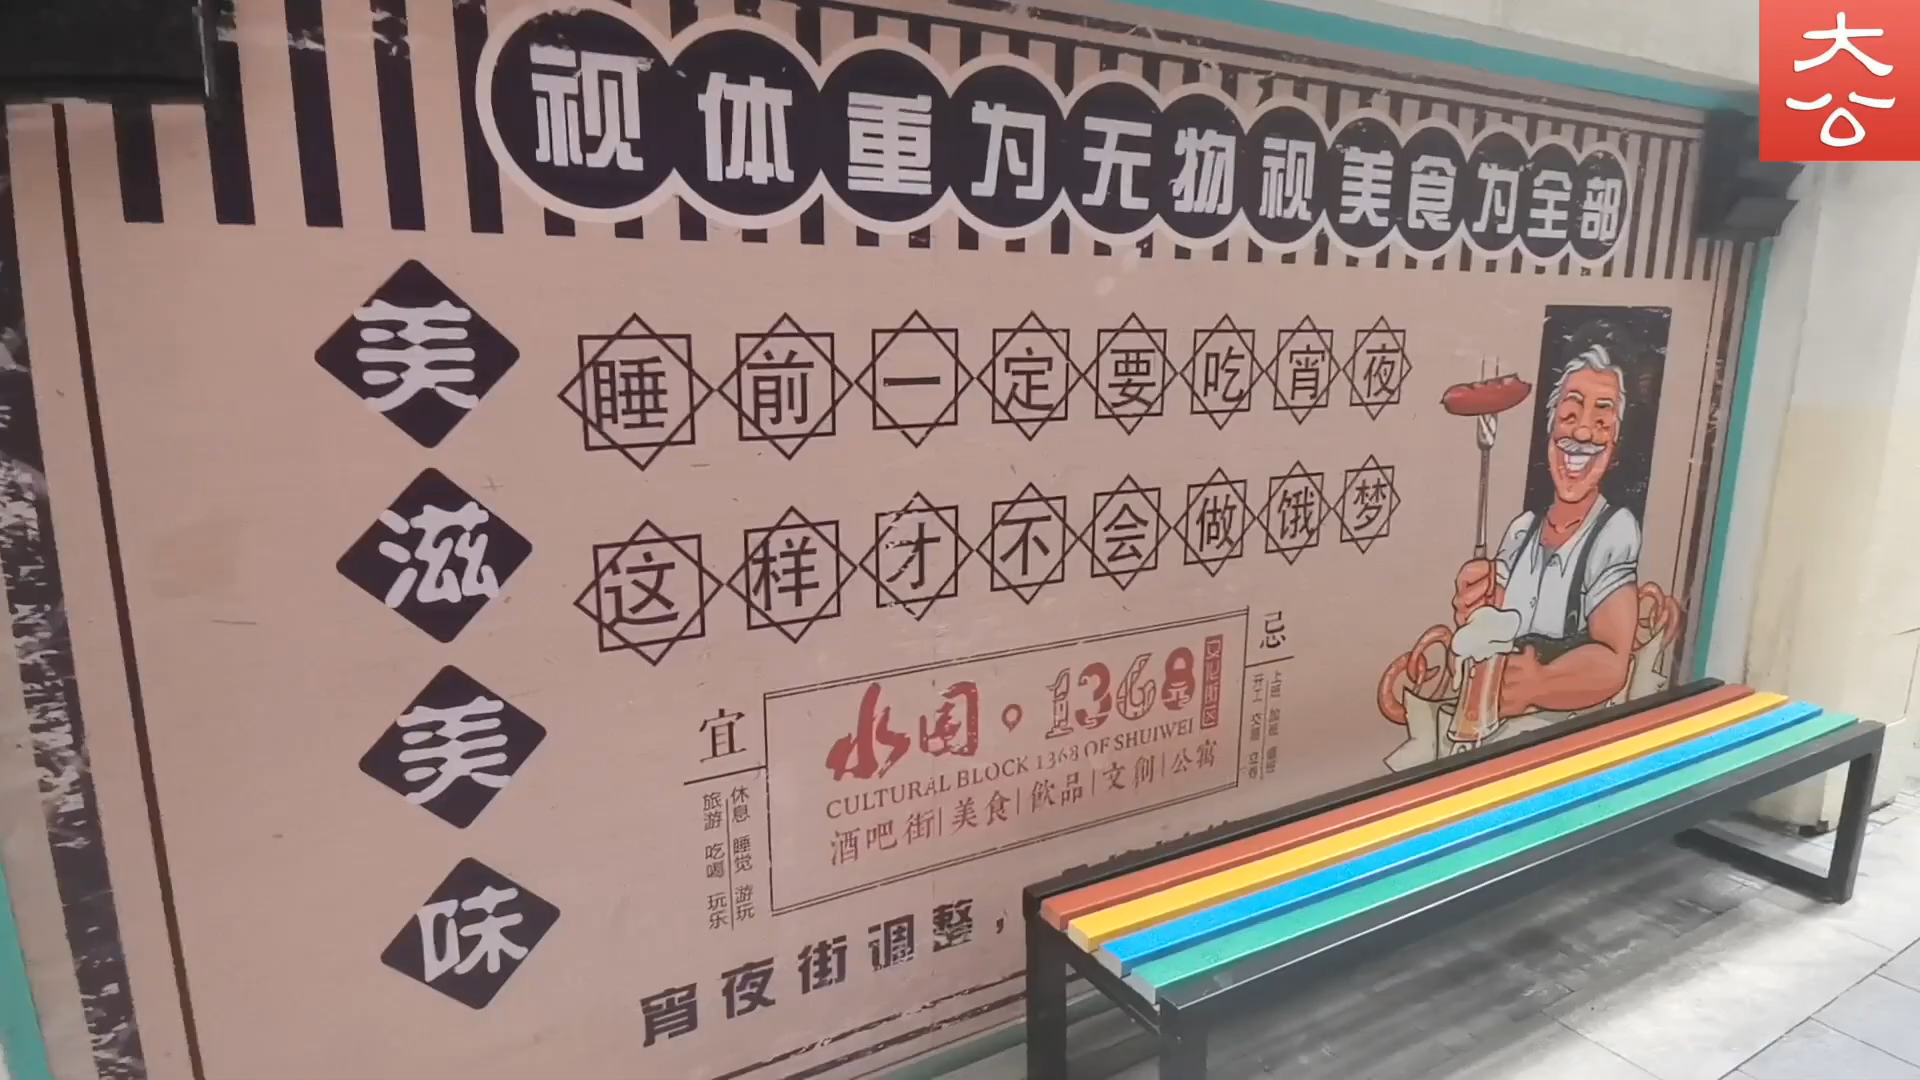 大公
视体重为无物视美食为全部
美滋美味
睡前一定要吃宵夜
这样才不会做饿梦
宜
休息 睡觉 游玩
旅游 吃喝 玩乐
水围·1368文化街区
CULTURAL BLOCK 1368 OF SHUIWEI
酒吧街|美食|飲品|文創|公寓
忌
宵夜街调整，